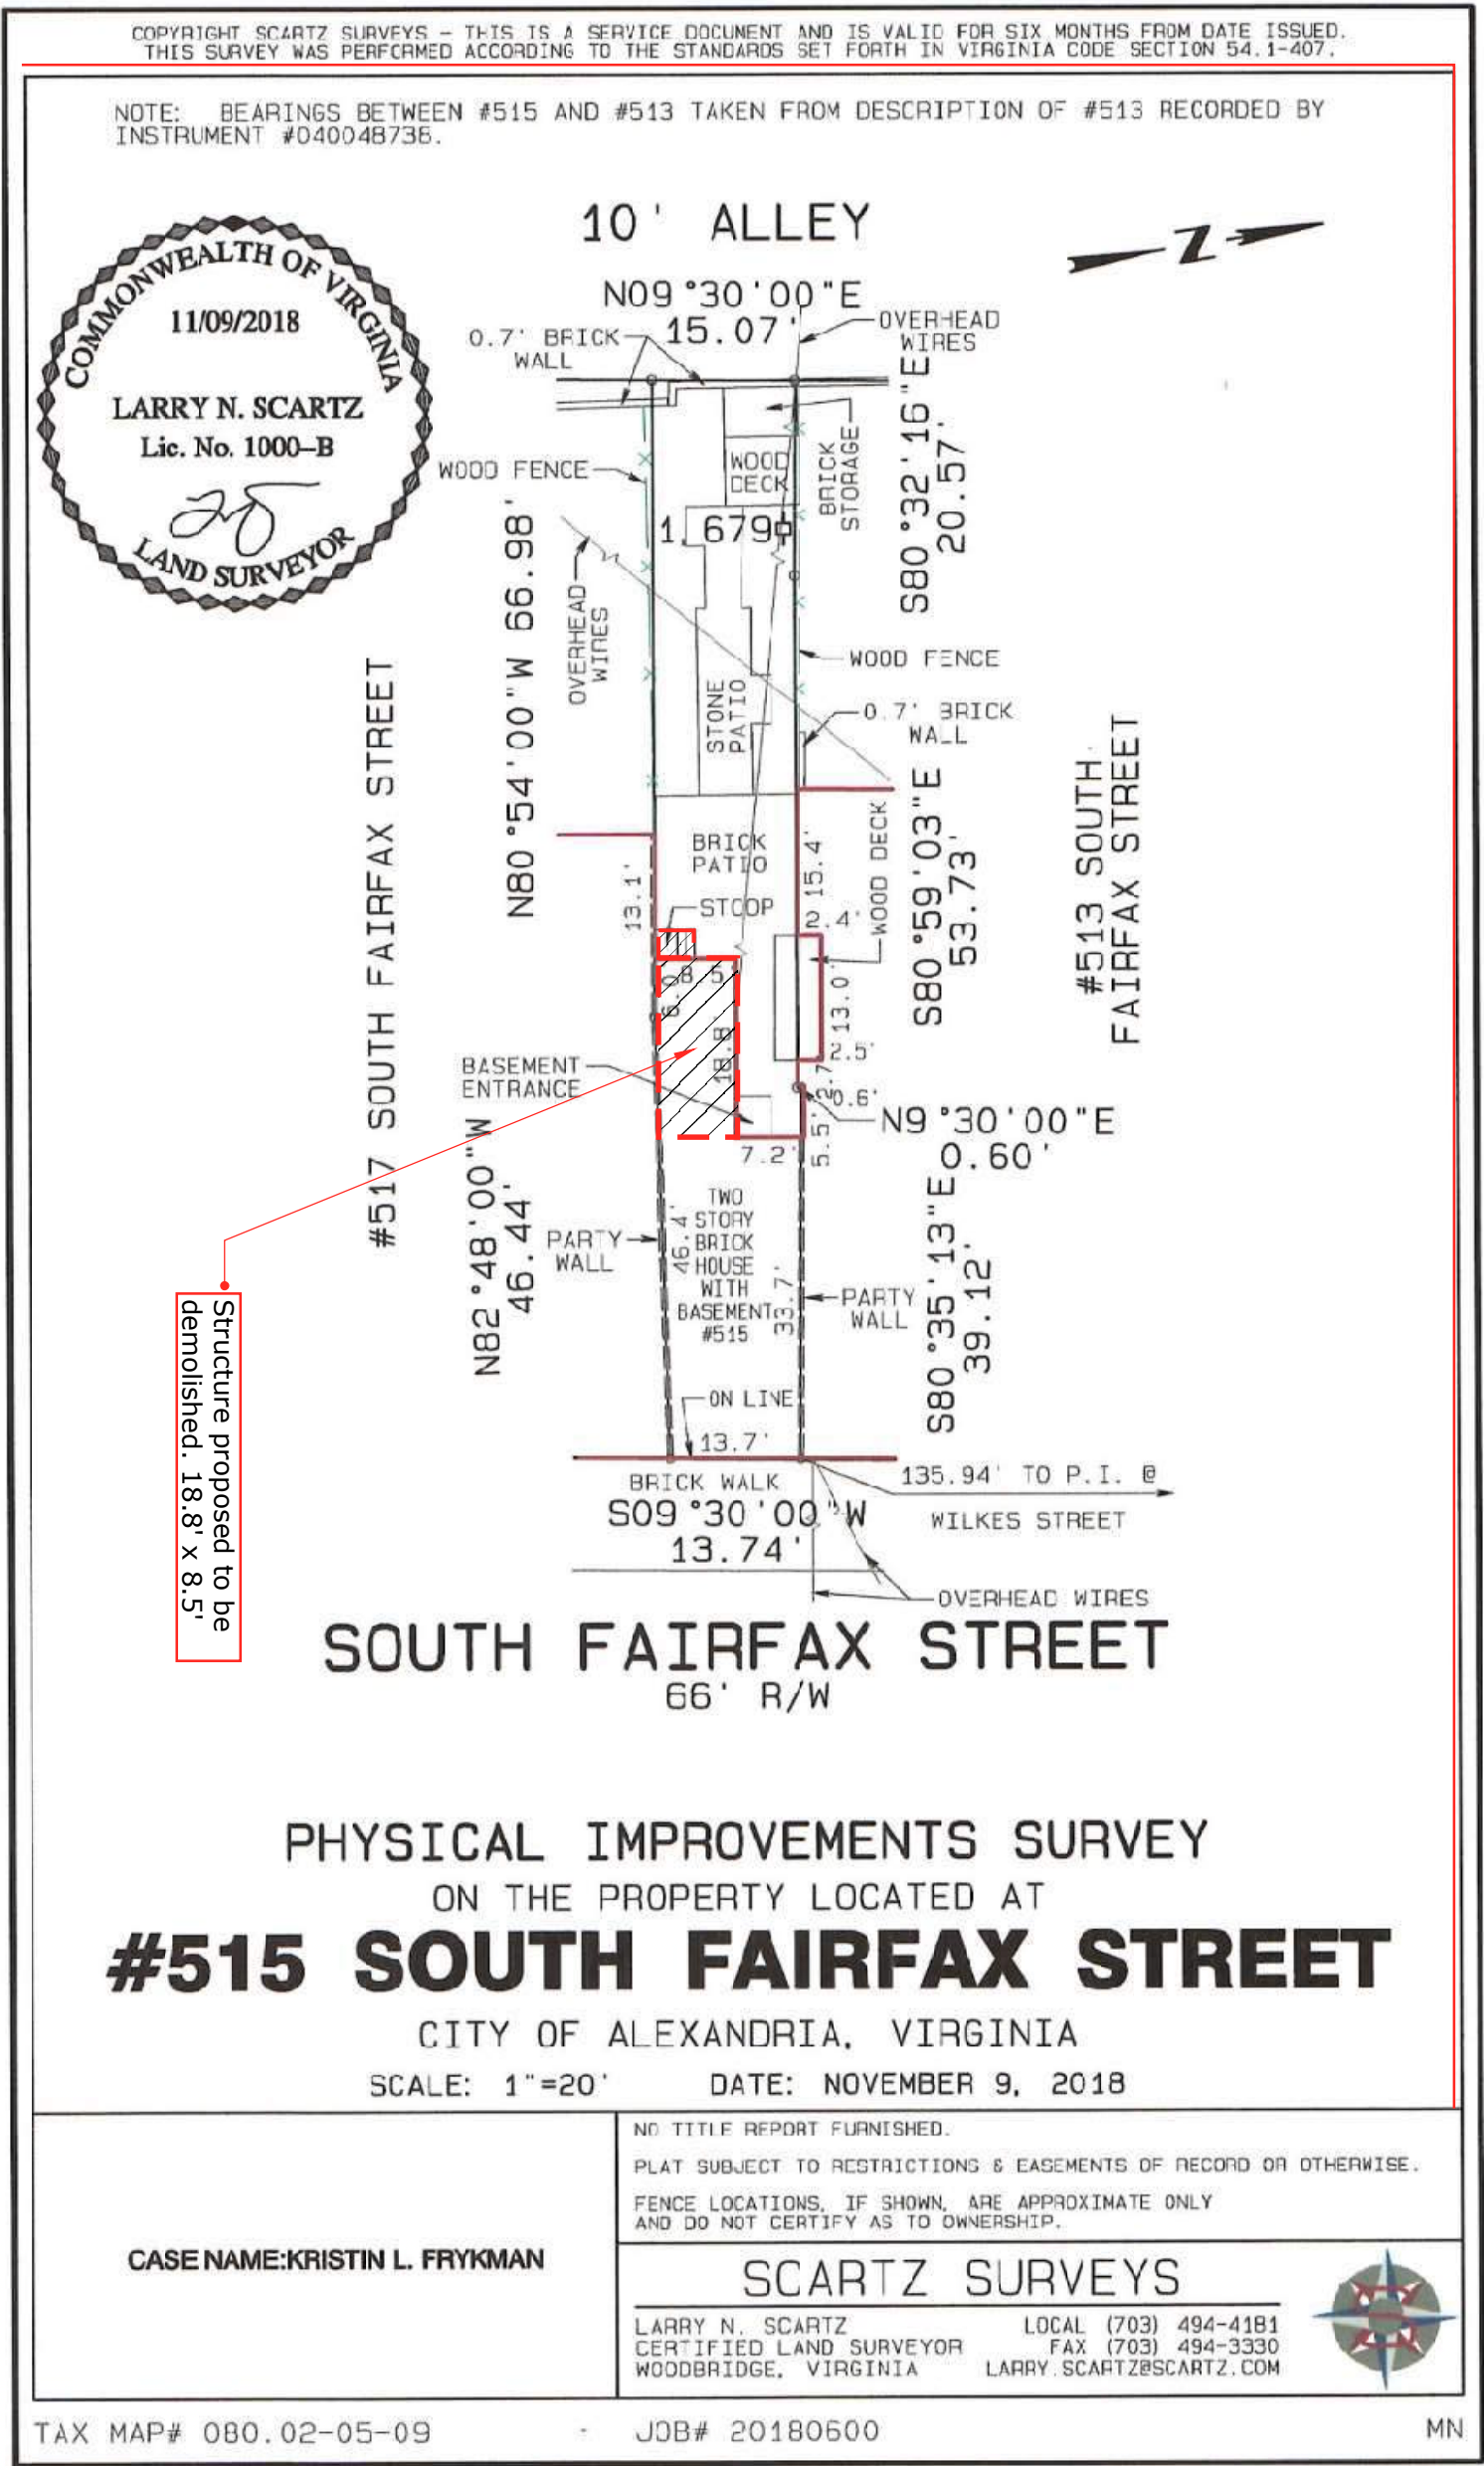 COPYRIGHT SCARTZ SURVEYS - THIS IS A SERVICE DOCUMENT AND IS VALID FOR SIX MONTHS FROM DATE ISSUED.
THIS SURVEY WAS PERFORMED ACCORDING TO THE STANDARDS SET FORTH IN VIRGINIA CODE SECTION 54.1-407.
NOTE: BEARINGS BETWEEN #515 AND #513 TAKEN FROM DESCRIPTION OF #513 RECORDED BY
INSTRUMENT #040048738.
COMMONWEALTH OF VIRGINIA
11/09/2018
LARRY N. SCARTZ
Lic. No. 1000-B
LAND SURVEYOR
10' ALLEY
Z
N09°30'00"E
15.07'
0.7' BRICK
WALL
OVERHEAD
WIRES
WOOD FENCE
WOOD
DECK
BRICK
STORAGE
S80°32'16"E
20.57'
1,679
N80°54'00"W 66.98'
OVERHEAD
WIRES
WOOD FENCE
STONE
PATIO
0.7' BRICK
WALL
#517 SOUTH FAIRFAX STREET
#513 SOUTH
FAIRFAX STREET
S80°59'03"E
53.73'
BRICK
PATIO
13.1'
15.4'
WOOD DECK
STOOP
2.4'
8.5'
6.0'
18.8'
13.0'
2.5'
BASEMENT
ENTRANCE
2.7'
0.6'
N9°30'00"E
0.60'
7.2'
5.5'
N82°48'00"W
46.44'
PARTY
WALL
46.4'
TWO
STORY
BRICK
HOUSE
WITH
BASEMENT
#515
33.7'
PARTY
WALL
S80°35'13"E
39.12'
Structure proposed to be
demolished. 18.8' x 8.5'
ON LINE
13.7'
BRICK WALK
S09°30'00"W
13.74'
135.94' TO P.I. @
WILKES STREET
OVERHEAD WIRES
SOUTH FAIRFAX STREET
66' R/W
PHYSICAL IMPROVEMENTS SURVEY
ON THE PROPERTY LOCATED AT
#515 SOUTH FAIRFAX STREET
CITY OF ALEXANDRIA, VIRGINIA
SCALE: 1"=20' DATE: NOVEMBER 9, 2018
NO TITLE REPORT FURNISHED.
PLAT SUBJECT TO RESTRICTIONS & EASEMENTS OF RECORD OR OTHERWISE.
FENCE LOCATIONS, IF SHOWN, ARE APPROXIMATE ONLY
AND DO NOT CERTIFY AS TO OWNERSHIP.
CASE NAME:KRISTIN L. FRYKMAN
SCARTZ SURVEYS
LARRY N. SCARTZ
CERTIFIED LAND SURVEYOR
WOODBRIDGE, VIRGINIA
LOCAL (703) 494-4181
FAX (703) 494-3330
LARRY.SCARTZ@SCARTZ.COM
TAX MAP# 080.02-05-09 - JOB# 20180600 MN